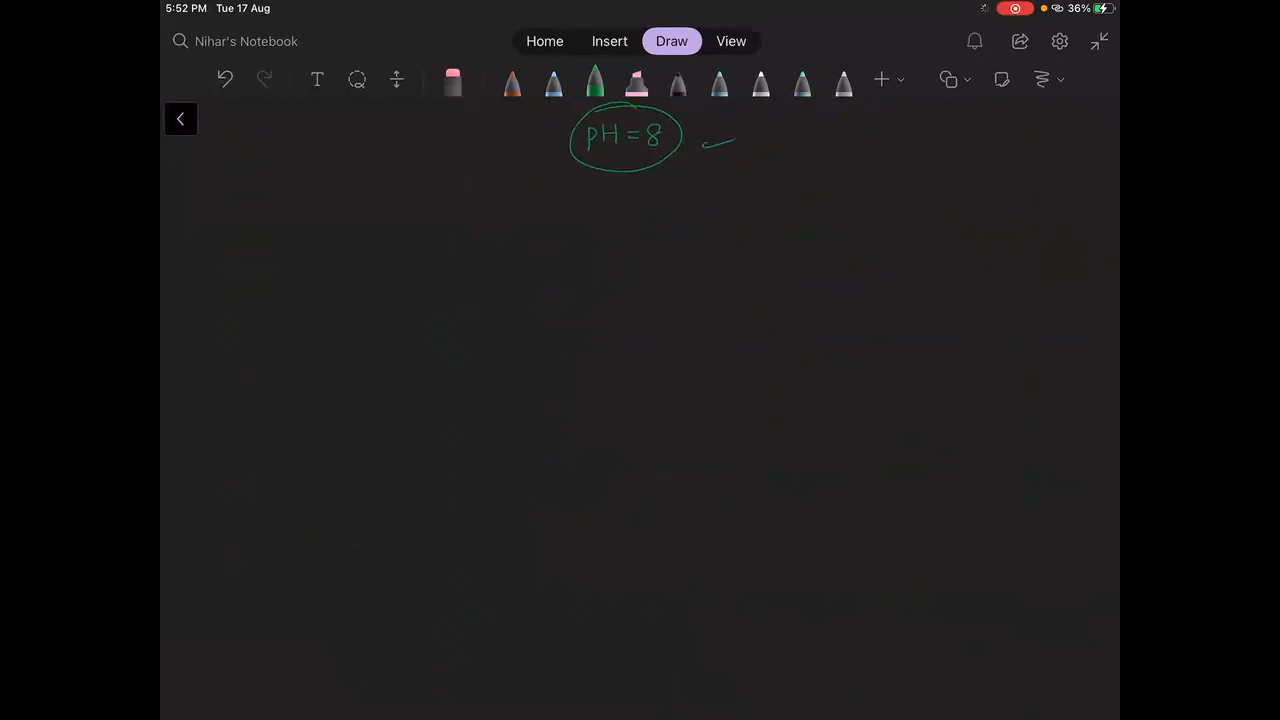 5:52 PM Tue 17 Aug 36%
Nihar's Notebook Home Insert Draw View
pH = 8